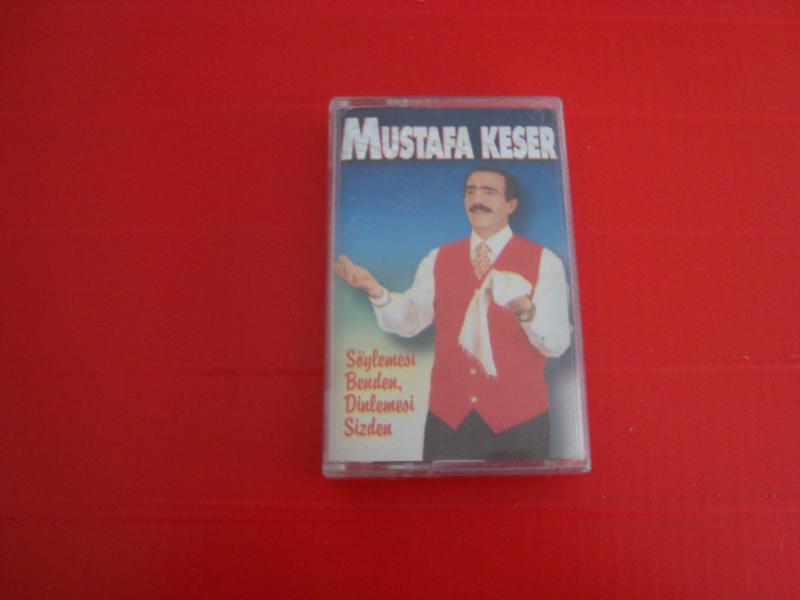 MUSTAFA KESER
Söylemesi
Benden,
Dinlemesi
Sizden